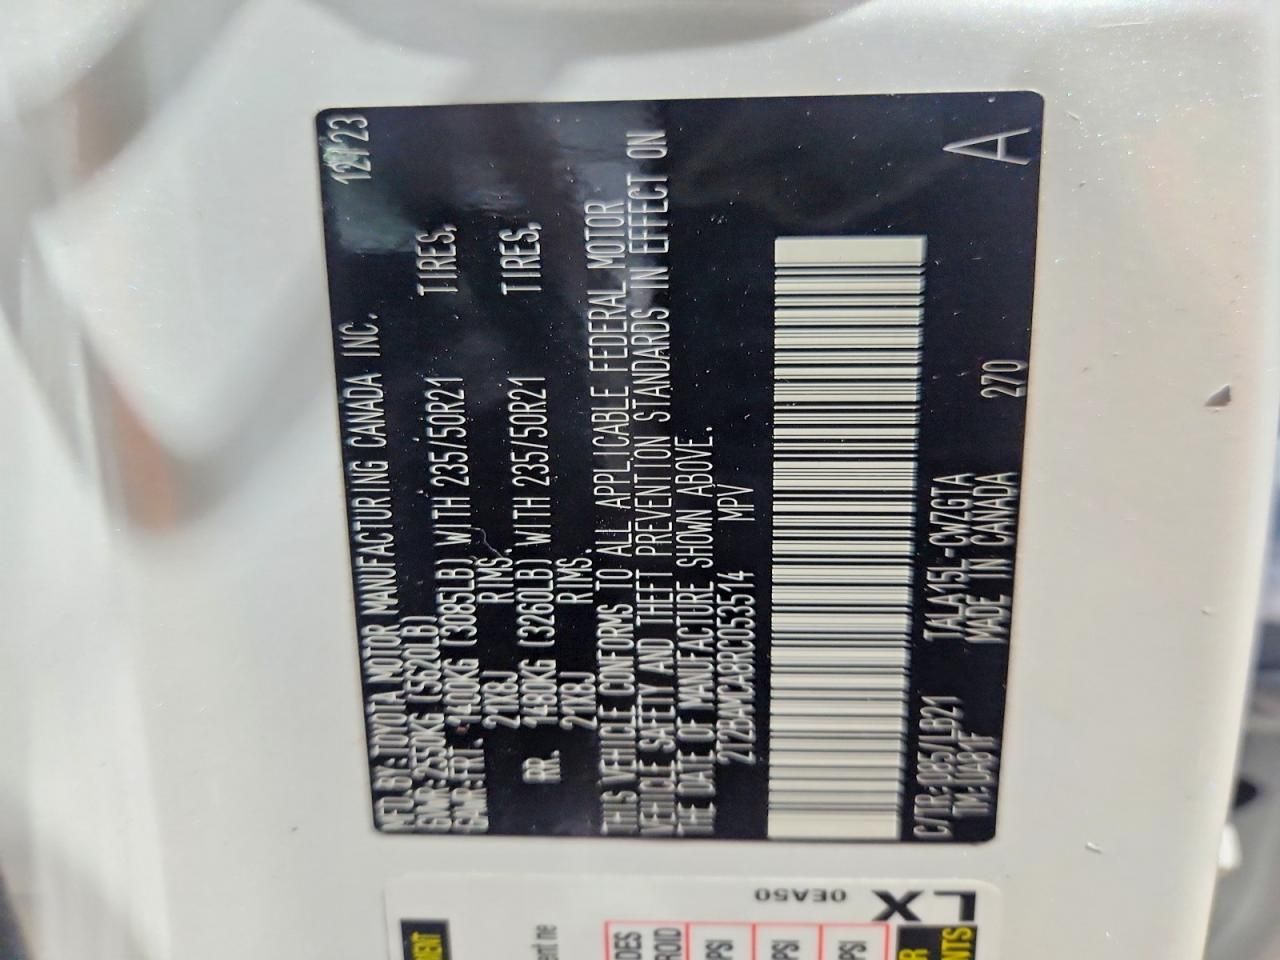 MFD. BY: TOYOTA MOTOR MANUFACTURING CANADA INC. 12/23
GVWR: 2550KG (5620LB)
GAWR: FRT. 1400KG (3085LB) WITH 235/50R21 TIRES,
21X8J RIMS.
RR. 1480KG (3260LB) WITH 235/50R21 TIRES,
21X8J RIMS.
THIS VEHICLE CONFORMS TO ALL APPLICABLE FEDERAL MOTOR
VEHICLE SAFETY AND THEFT PREVENTION STANDARDS IN EFFECT ON
THE DATE OF MANUFACTURE SHOWN ABOVE.
2T2BAMCA8RC053514 MPV
C/TR: 085/LB21 TALA15L-CWZGTA 270 A
TM: UA81F MADE IN CANADA
0EA50
LX
PSI
PSI
PSI